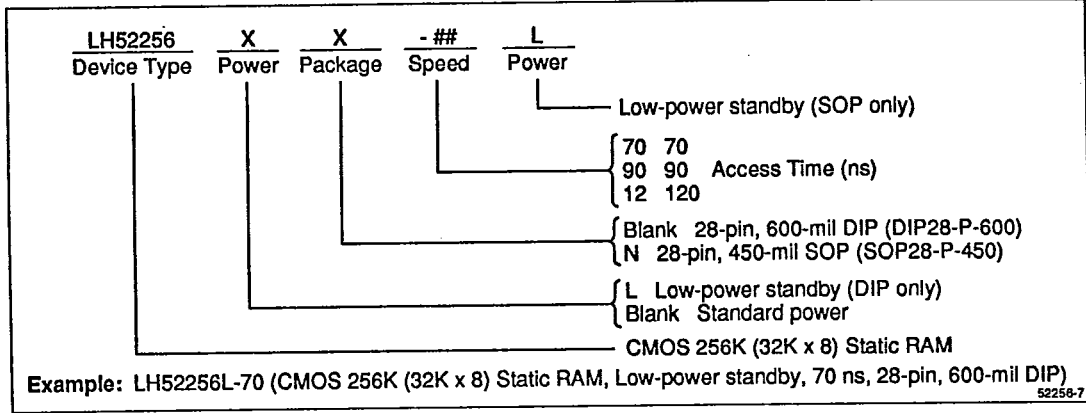 LH52256 X X - ## L
Device Type Power Package Speed Power
Low-power standby (SOP only)
70 70
90 90 Access Time (ns)
12 120
Blank 28-pin, 600-mil DIP (DIP28-P-600)
N 28-pin, 450-mil SOP (SOP28-P-450)
L Low-power standby (DIP only)
Blank Standard power
CMOS 256K (32K x 8) Static RAM
Example: LH52256L-70 (CMOS 256K (32K x 8) Static RAM, Low-power standby, 70 ns, 28-pin, 600-mil DIP)
52256-7